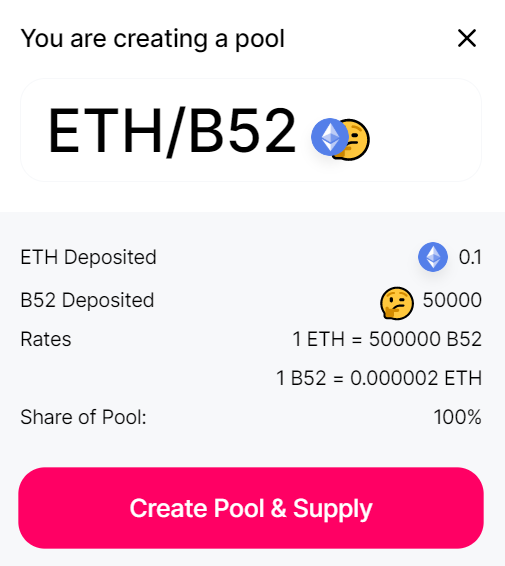 You are creating a pool
ETH/B52
ETH Deposited 0.1
B52 Deposited 50000
Rates 1 ETH = 500000 B52
1 B52 = 0.000002 ETH
Share of Pool: 100%
Create Pool & Supply